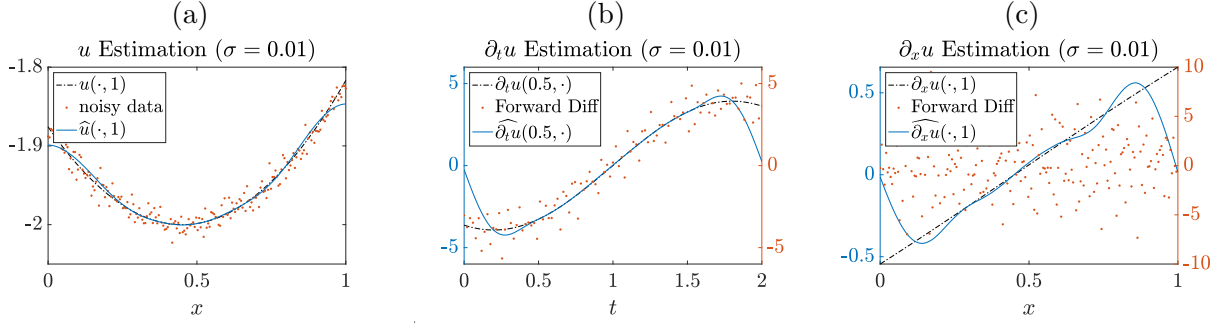 (a)
u Estimation (σ = 0.01)
-1.8
-1.9
-2
u(·, 1)
noisy data
û(·, 1)
0
0.5
1
x
(b)
∂ₜu Estimation (σ = 0.01)
5
0
-5
∂ₜu(0.5, ·)
Forward Diff
\widehat{∂ₜu}(0.5, ·)
5
0
-5
0
0.5
1
1.5
2
t
(c)
∂ₓu Estimation (σ = 0.01)
0.5
0
-0.5
∂ₓu(·, 1)
Forward Diff
\widehat{∂ₓu}(·, 1)
10
5
0
-5
-10
0
0.5
1
x